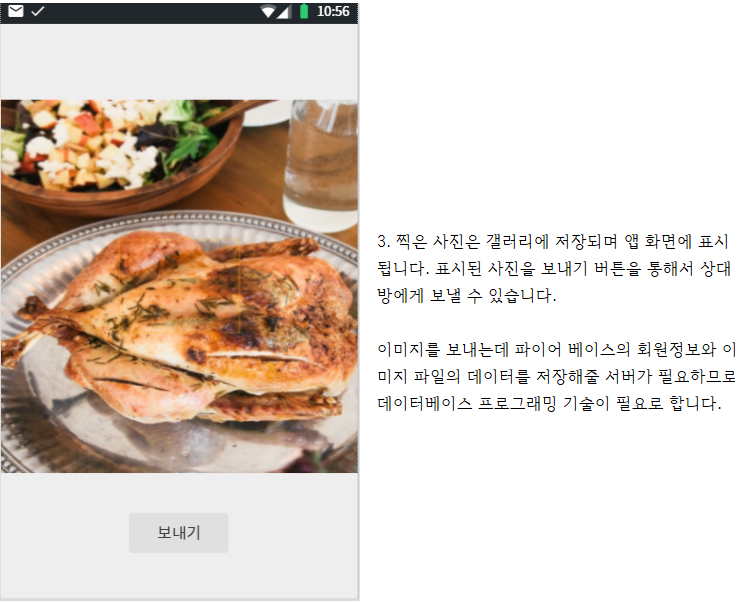 10:56
3. 찍은 사진은 갤러리에 저장되며 앱 화면에 표시
됩니다. 표시된 사진을 보내기 버튼을 통해서 상대
방에게 보낼 수 있습니다.
이미지를 보내는데 파이어 베이스의 회원정보와 이
미지 파일의 데이터를 저장해줄 서버가 필요하므로
데이터베이스 프로그래밍 기술이 필요로 합니다.
보내기